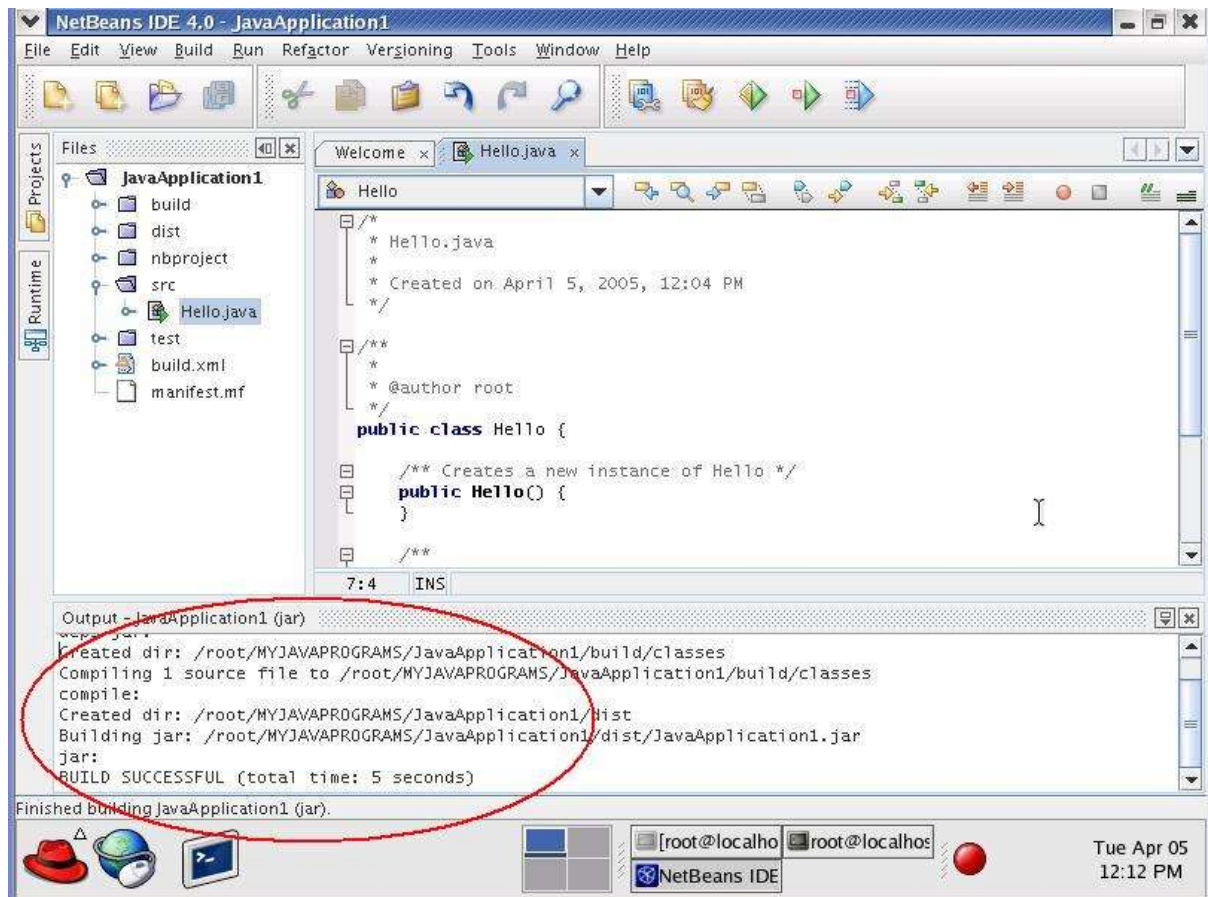 NetBeans IDE 4.0 - JavaApplication1
File Edit View Build Run Refactor Versioning Tools Window Help
Projects
Runtime
Files
JavaApplication1
build
dist
nbproject
src
Hello.java
test
build.xml
manifest.mf
Welcome x Hello.java x
Hello
/*
* Hello.java
*
* Created on April 5, 2005, 12:04 PM
*/
/**
*
* @author root
*/
public class Hello {
/** Creates a new instance of Hello */
public Hello() {
}
/**
7:4 INS
Output - JavaApplication1 (jar)
Created dir: /root/MYJAVAPROGRAMS/JavaApplication1/build/classes
Compiling 1 source file to /root/MYJAVAPROGRAMS/JavaApplication1/build/classes
compile:
Created dir: /root/MYJAVAPROGRAMS/JavaApplication1/dist
Building jar: /root/MYJAVAPROGRAMS/JavaApplication1/dist/JavaApplication1.jar
jar:
BUILD SUCCESSFUL (total time: 5 seconds)
Finished building JavaApplication1 (jar).
[root@localho root@localhos
NetBeans IDE
Tue Apr 05
12:12 PM